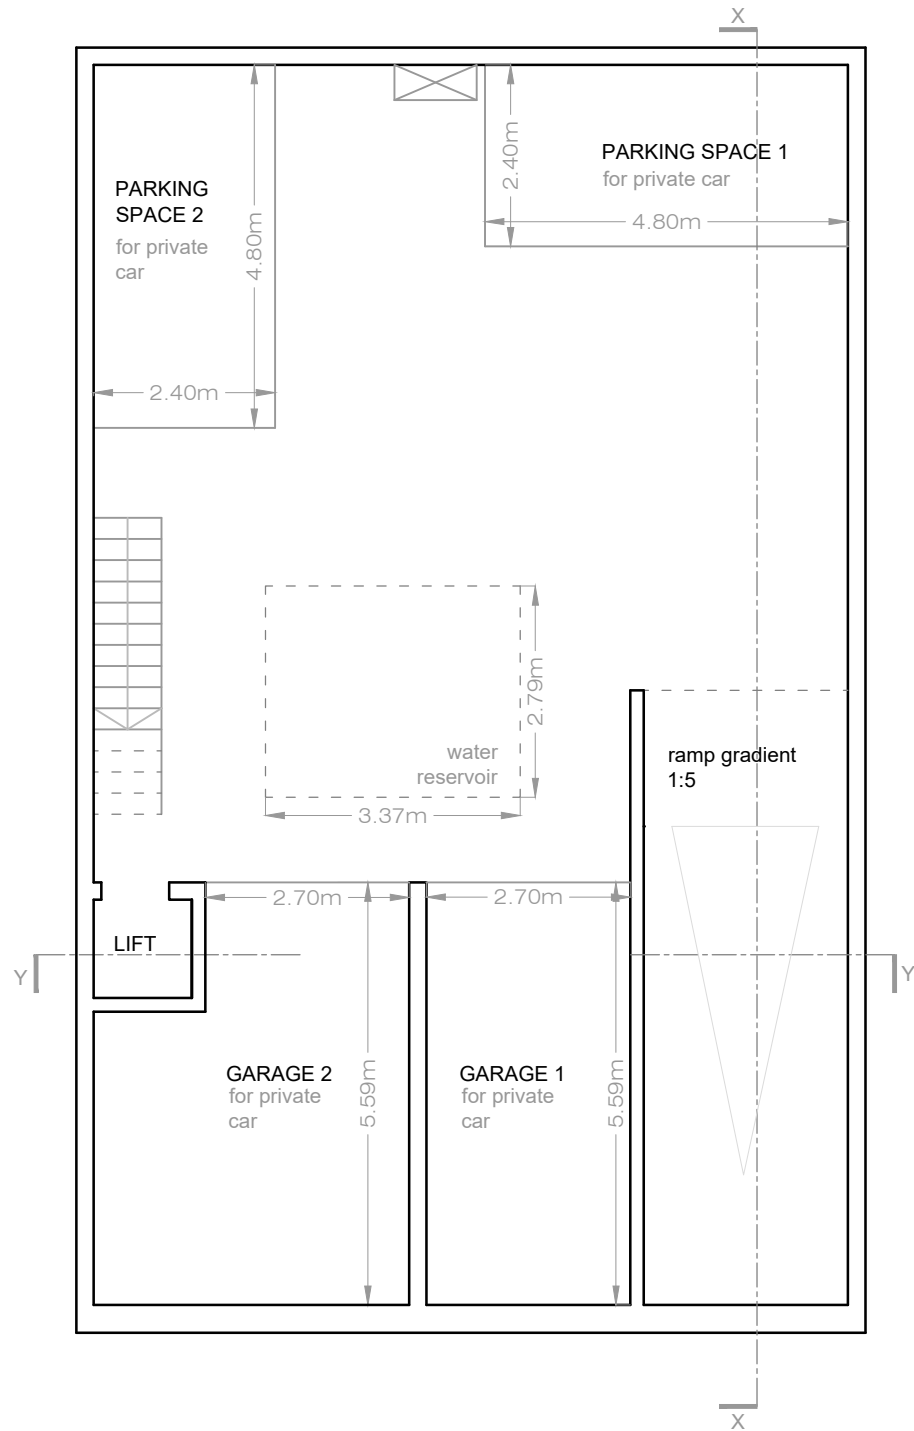 X
PARKING SPACE 1
for private car
2.40m
4.80m
PARKING
SPACE 2
for private
car
4.80m
2.40m
2.79m
water
reservoir
3.37m
ramp gradient
1:5
2.70m
2.70m
LIFT
Y
Y
GARAGE 2
for private
car
5.59m
GARAGE 1
for private
car
5.59m
X